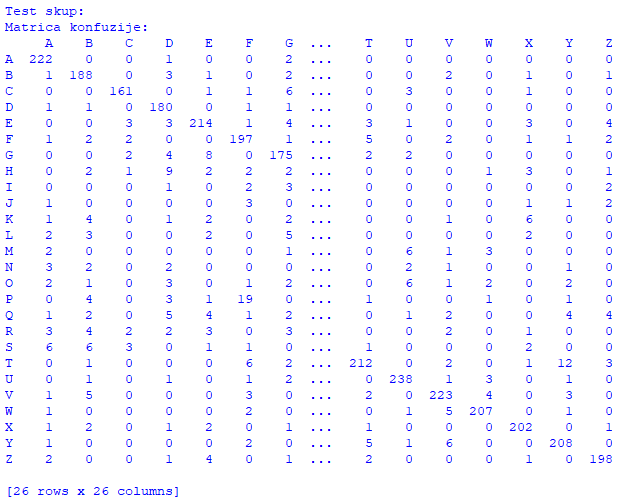 Test skup:
Matrica konfuzije:
     A    B    C    D    E    F    G  ...    T    U    V    W    X    Y    Z
A  222    0    0    1    0    0    2  ...    0    0    0    0    0    0    0
B    1  188    0    3    1    0    2  ...    0    0    2    0    1    0    1
C    0    0  161    0    1    1    6  ...    0    3    0    0    1    0    0
D    1    1    0  180    0    1    1  ...    0    0    0    0    0    0    0
E    0    0    3    3  214    1    4  ...    3    1    0    0    3    0    4
F    1    2    2    0    0  197    1  ...    5    0    2    0    1    1    2
G    0    0    2    4    8    0  175  ...    2    2    0    0    0    0    0
H    0    2    1    9    2    2    2  ...    0    0    0    1    3    0    1
I    0    0    0    1    0    2    3  ...    0    0    0    0    0    0    2
J    1    0    0    0    0    3    0  ...    0    0    0    0    1    1    2
K    1    4    0    1    2    0    2  ...    0    0    1    0    6    0    0
L    2    3    0    0    2    0    5  ...    0    0    0    0    2    0    0
M    2    0    0    0    0    0    1  ...    0    6    1    3    0    0    0
N    3    2    0    2    0    0    0  ...    0    2    1    0    0    1    0
O    2    1    0    3    0    1    2  ...    0    6    1    2    0    2    0
P    0    4    0    3    1   19    0  ...    1    0    0    1    0    1    0
Q    1    2    0    5    4    1    2  ...    0    1    2    0    0    4    4
R    3    4    2    2    3    0    3  ...    0    0    2    0    1    0    0
S    6    6    3    0    1    1    0  ...    1    0    0    0    2    0    0
T    0    1    0    0    0    6    2  ...  212    0    2    0    1   12    3
U    0    1    0    1    0    1    2  ...    0  238    1    3    0    1    0
V    1    5    0    0    0    3    0  ...    2    0  223    4    0    3    0
W    1    0    0    0    0    2    0  ...    0    1    5  207    0    1    0
X    1    2    0    1    2    0    1  ...    1    0    0    0  202    0    1
Y    1    0    0    0    0    2    0  ...    5    1    6    0    0  208    0
Z    2    0    0    1    4    0    1  ...    2    0    0    0    1    0  198

[26 rows x 26 columns]